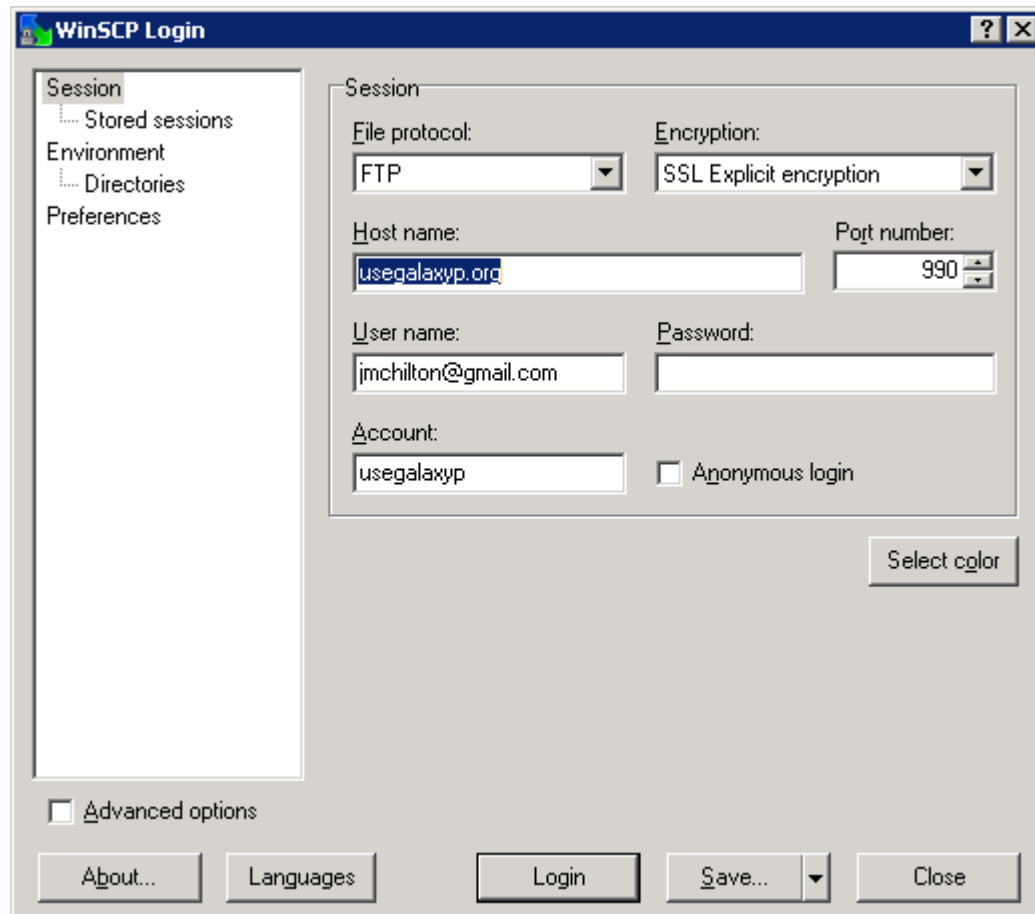 WinSCP Login
Session
Stored sessions
Environment
Directories
Preferences
Session
File protocol: Encryption:
FTP SSL Explicit encryption
Host name: Port number:
usegalaxyp.org 990
User name: Password:
jmchilton@gmail.com
Account:
usegalaxyp Anonymous login
Select color
Advanced options
About... Languages Login Save... Close